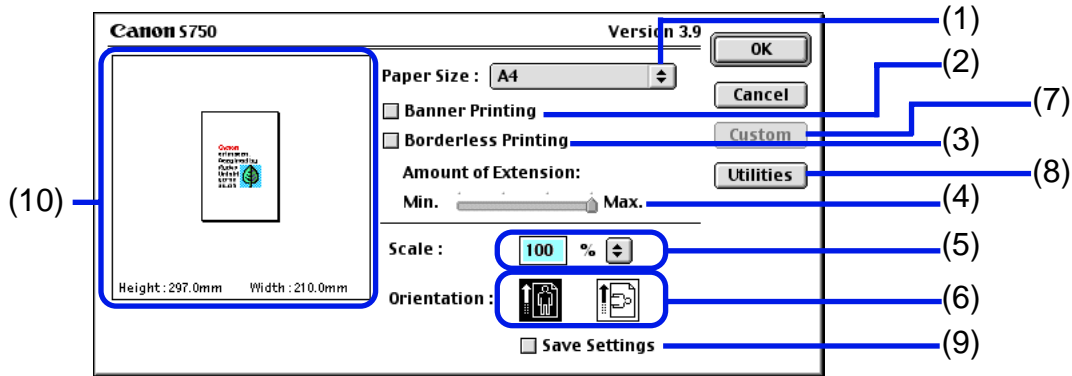 Canon S750
Version 3.9
(1)
OK
Paper Size : A4
(2)
Cancel
Banner Printing
(7)
Custom
Borderless Printing
(3)
Amount of Extension:
Utilities
(8)
Min.
Max.
(4)
(10)
Scale : 100 %
(5)
Height:297.0mm Width:210.0mm
Orientation :
(6)
Save Settings
(9)
Canon